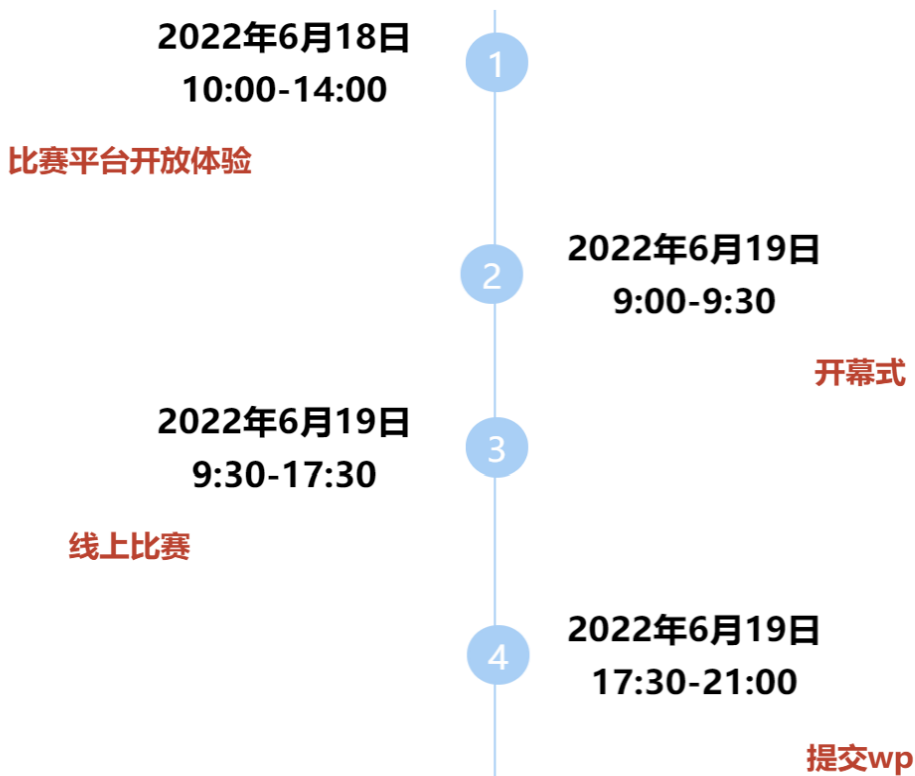 2022年6月18日
10:00-14:00
1
比赛平台开放体验
2022年6月19日
9:00-9:30
2
开幕式
2022年6月19日
9:30-17:30
3
线上比赛
2022年6月19日
17:30-21:00
4
提交wp